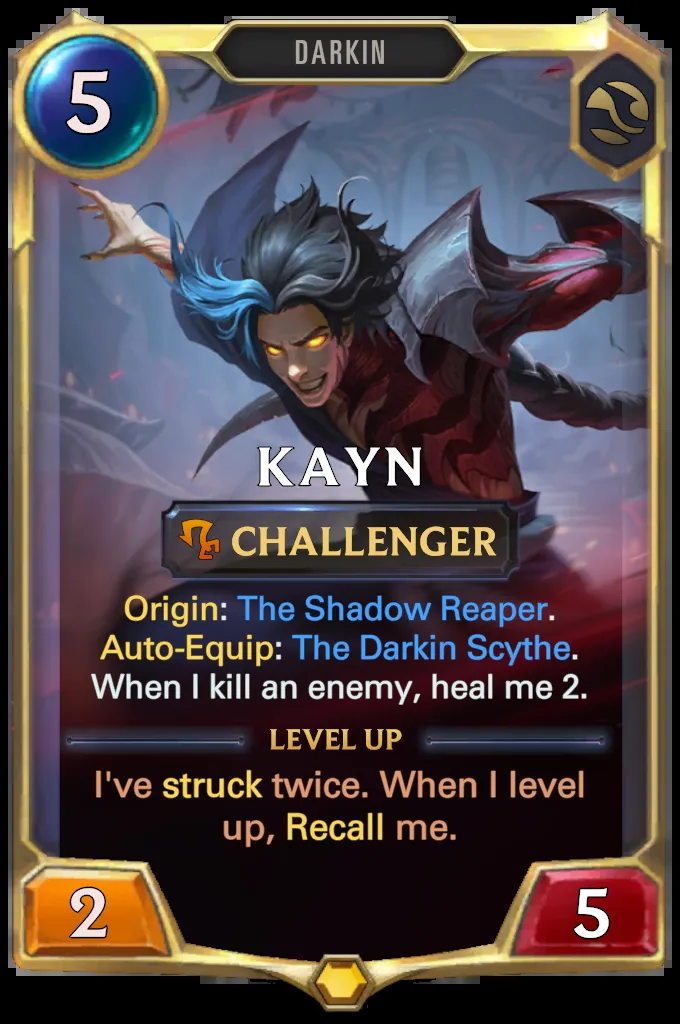 DARKIN
5
KAYN
CHALLENGER
Origin: The Shadow Reaper.
Auto-Equip: The Darkin Scythe.
When I kill an enemy, heal me 2.
LEVEL UP
I've struck twice. When I level
up, Recall me.
2
5